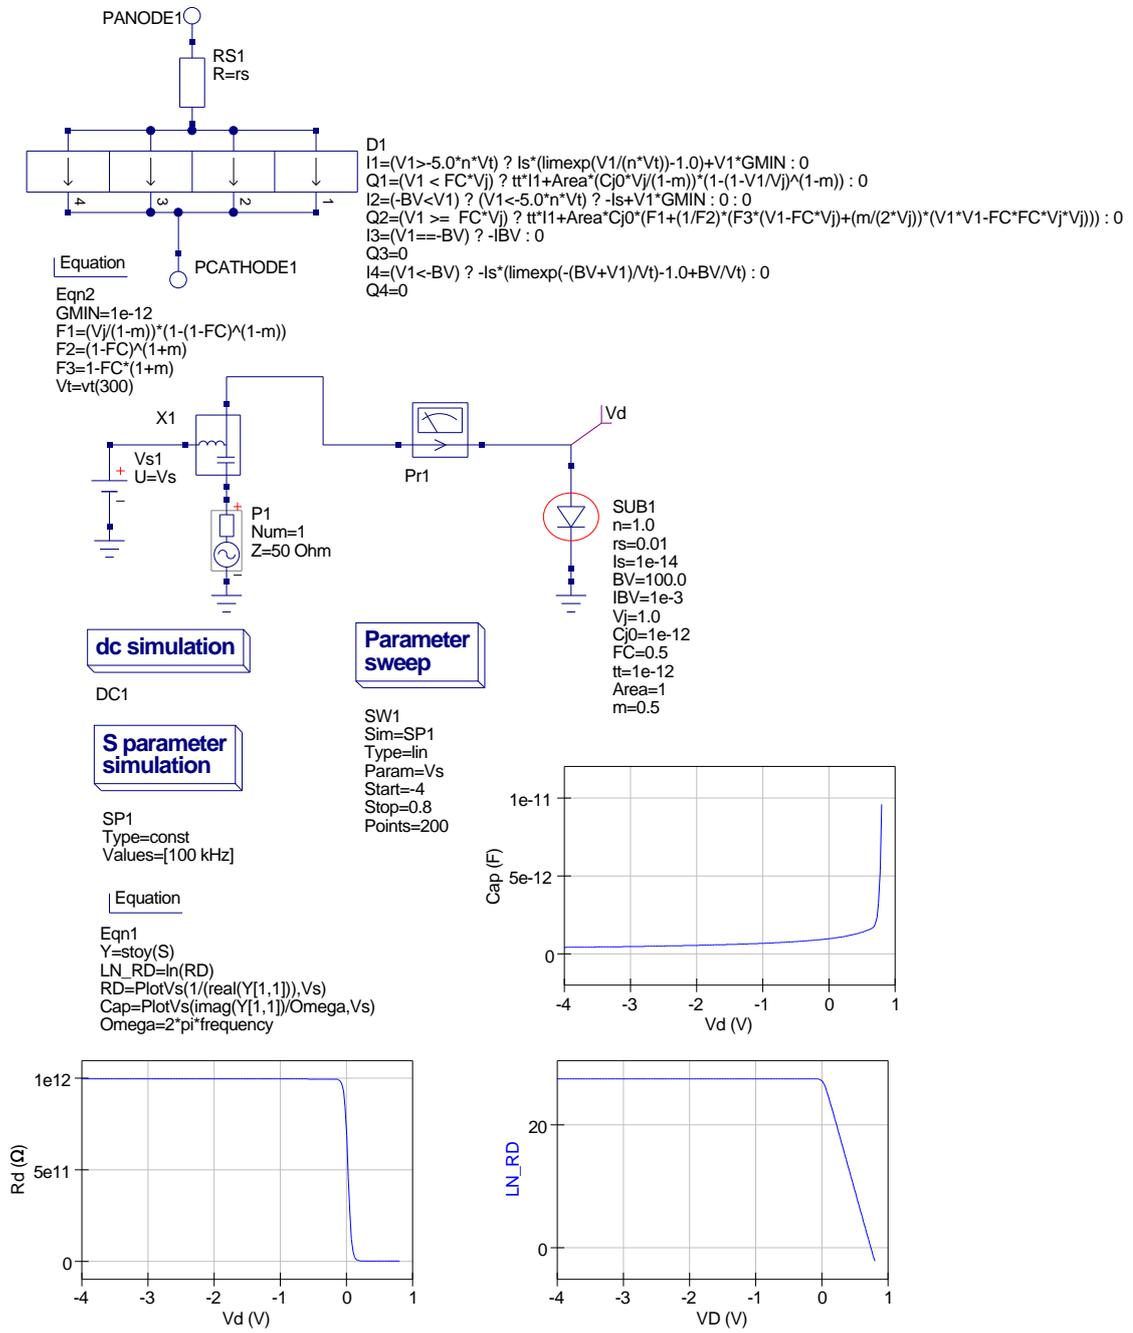 PANODE1
RS1
R=rs
4
3
2
1
D1
I1=(V1>-5.0*n*Vt) ? Is*(limexp(V1/(n*Vt))-1.0)+V1*GMIN : 0
Q1=(V1 < FC*Vj) ? tt*I1+Area*(Cj0*Vj/(1-m))*(1-(1-V1/Vj)^(1-m)) : 0
I2=(-BV<V1) ? (V1<-5.0*n*Vt) ? -Is+V1*GMIN : 0 : 0
Q2=(V1 >=  FC*Vj) ? tt*I1+Area*Cj0*(F1+(1/F2)*(F3*(V1-FC*Vj)+(m/(2*Vj))*(V1*V1-FC*FC*Vj*Vj))) : 0
I3=(V1==-BV) ? -IBV : 0
Q3=0
I4=(V1<-BV) ? -Is*(limexp(-(BV+V1)/Vt)-1.0+BV/Vt) : 0
Q4=0
PCATHODE1
Equation
Eqn2
GMIN=1e-12
F1=(Vj/(1-m))*(1-(1-FC)^(1-m))
F2=(1-FC)^(1+m)
F3=1-FC*(1+m)
Vt=vt(300)
X1
Vs1
U=Vs
P1
Num=1
Z=50 Ohm
Pr1
Vd
SUB1
n=1.0
rs=0.01
Is=1e-14
BV=100.0
IBV=1e-3
Vj=1.0
Cj0=1e-12
FC=0.5
tt=1e-12
Area=1
m=0.5
dc simulation
DC1
Parameter
sweep
SW1
Sim=SP1
Type=lin
Param=Vs
Start=-4
Stop=0.8
Points=200
S parameter
simulation
SP1
Type=const
Values=[100 kHz]
Equation
Eqn1
Y=stoy(S)
LN_RD=ln(RD)
RD=PlotVs(1/(real(Y[1,1])),Vs)
Cap=PlotVs(imag(Y[1,1])/Omega,Vs)
Omega=2*pi*frequency
Cap (F)
1e-11
5e-12
0
-4 -3 -2 -1 0 1
Vd (V)
Rd (Ω)
1e12
5e11
0
-4 -3 -2 -1 0 1
Vd (V)
LN_RD
20
0
-4 -3 -2 -1 0 1
VD (V)